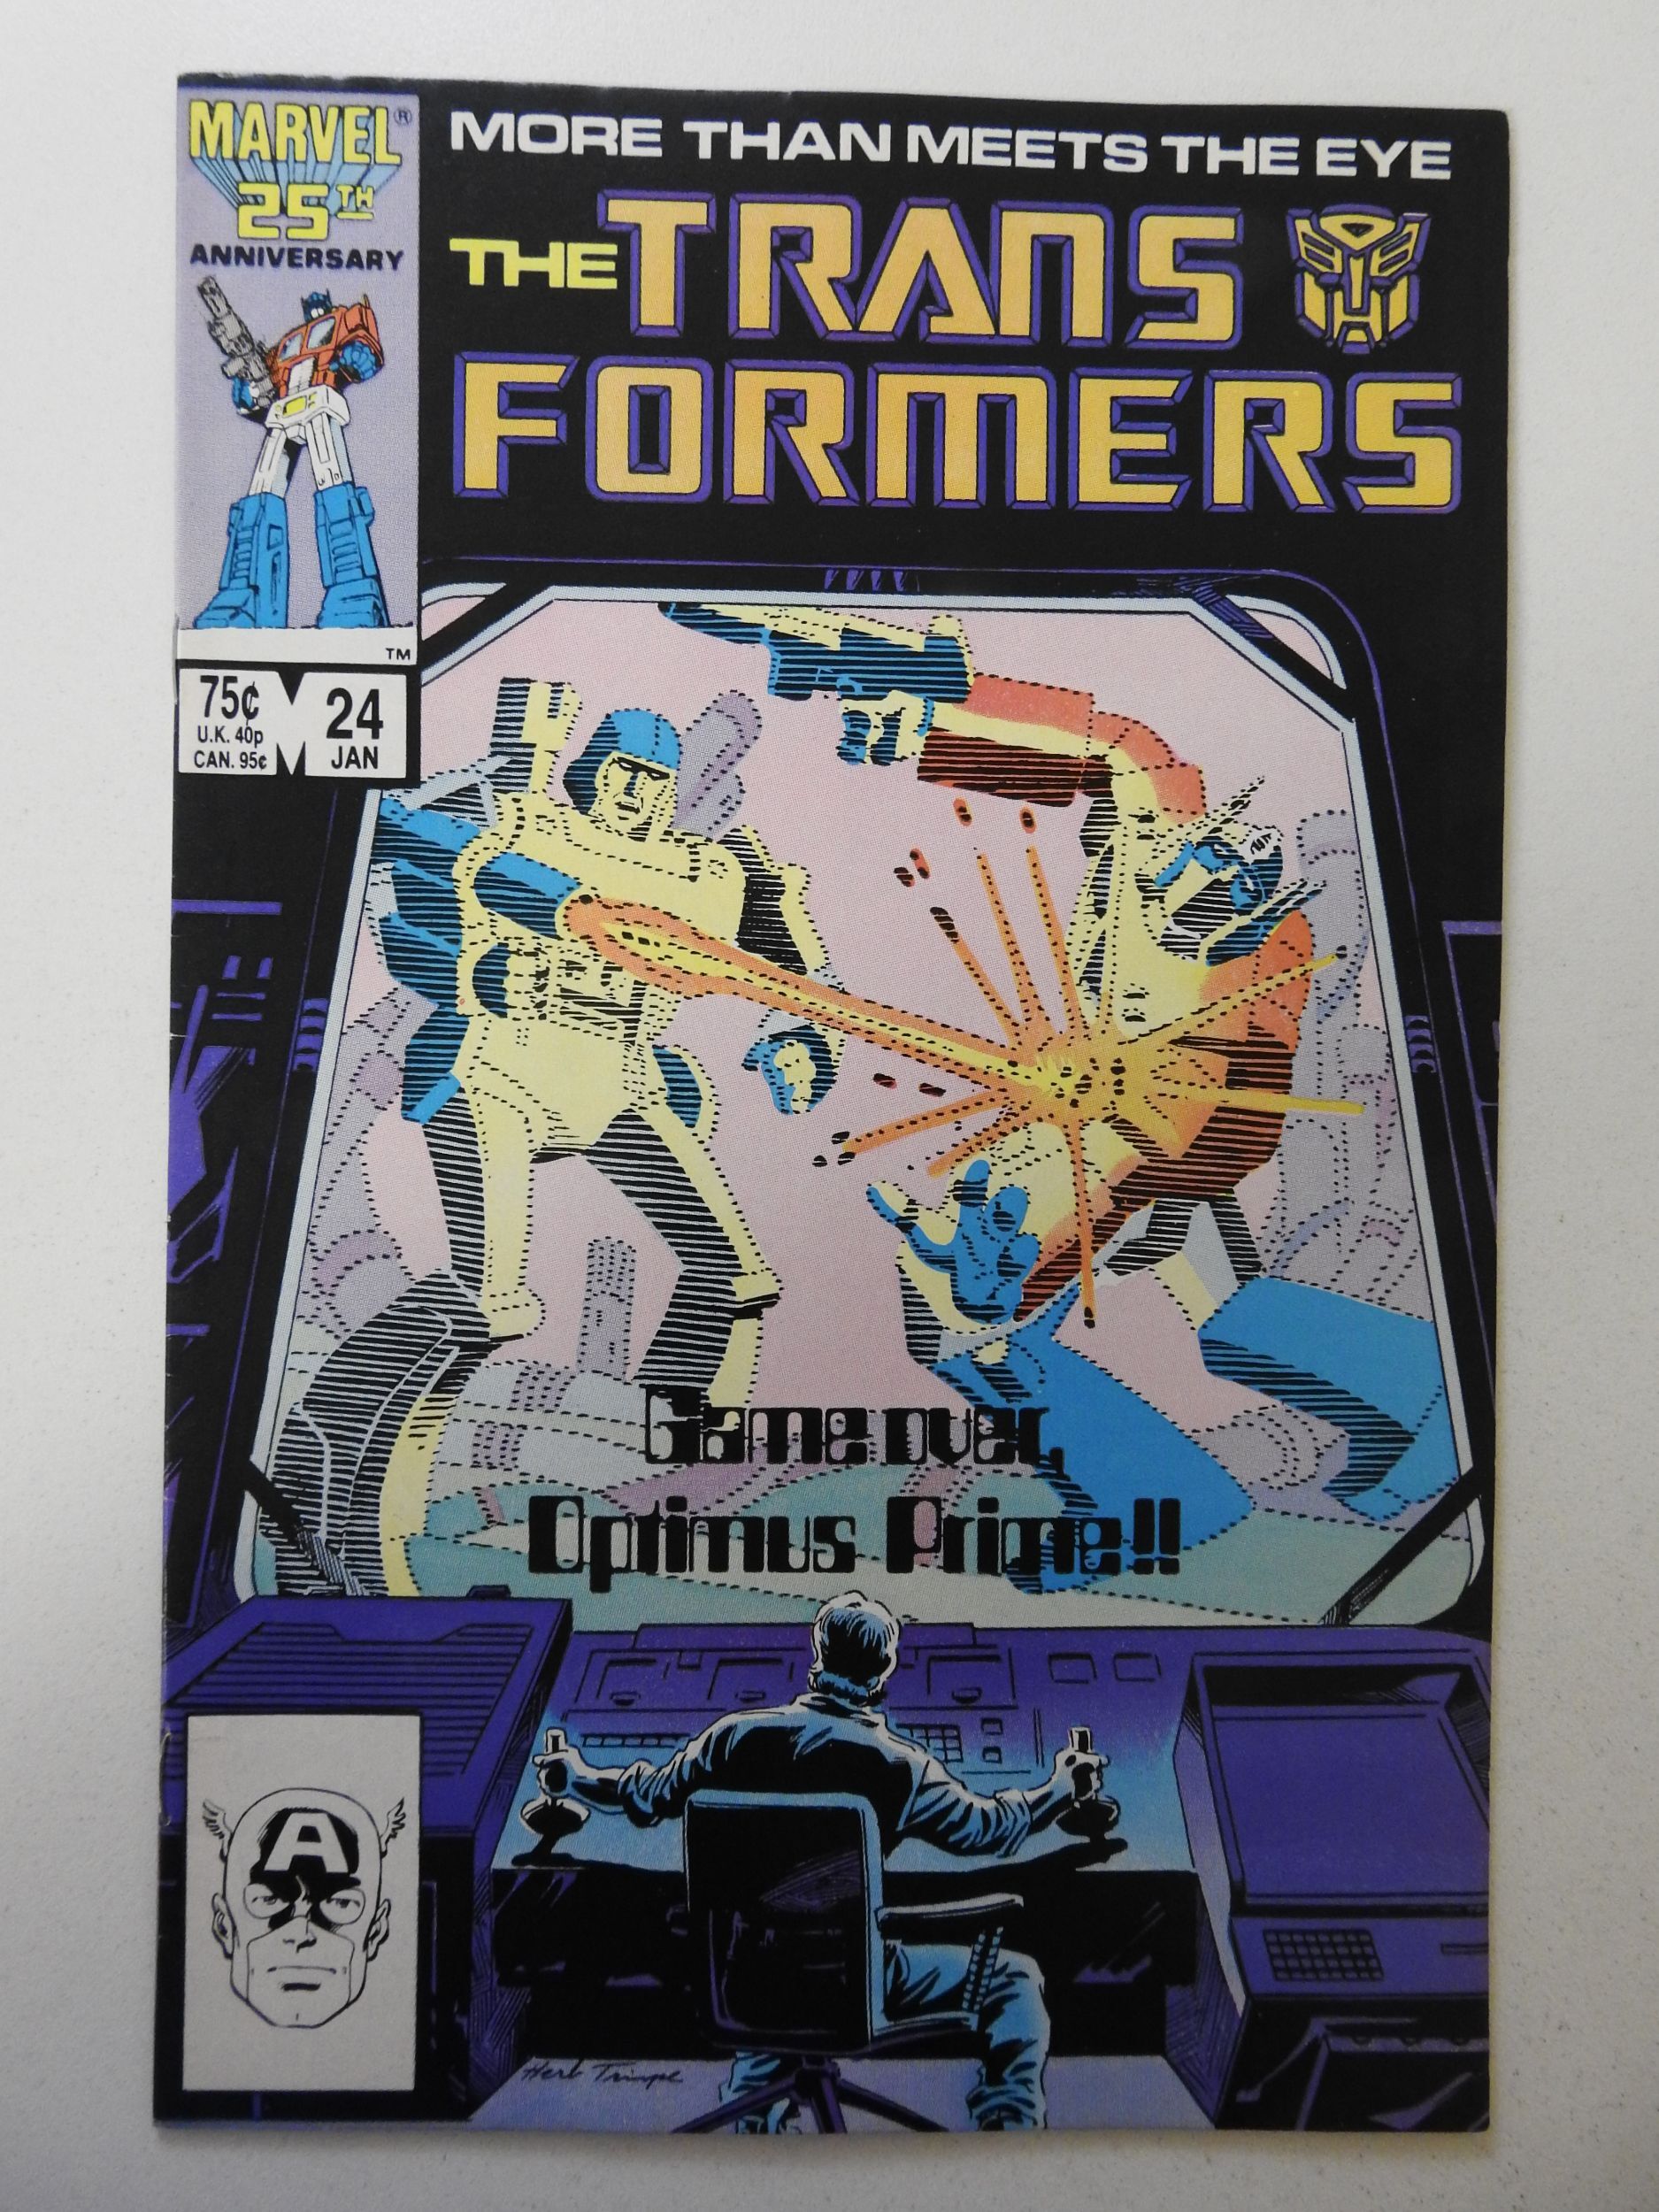 MARVEL®
25TH
ANNIVERSARY
TM
75¢
U.K. 40p
CAN. 95¢
M
24
JAN
MORE THAN MEETS THE EYE
THE TRANS
FORMERS
Game over,
Optimus Prime!!
A
Herb Trimpe